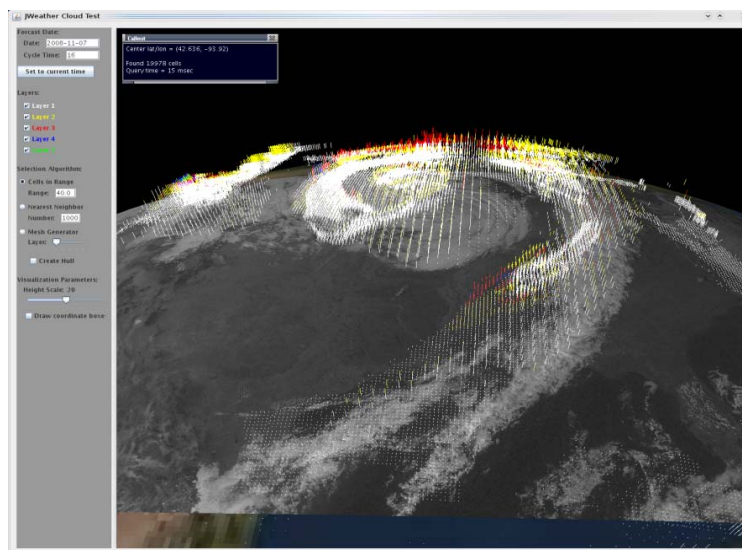 JWeather Cloud Test
Forcast Date:
Date: 2008-11-07
Cycle Time: 16
Set to current time
Layers:
Layer 1
Layer 2
Layer 3
Layer 4
Selection Algorithm:
Cells in Range
Range: 40.0
Nearest Neighbor
Number: 1000
Mesh Generator
Layer:
Create Hull
Visualization Parameters:
Height Scale: 20
Draw coordinate base
Center lat/lon = (42.636, -93.92)
Found 19978 cells
Query time = 15 msec